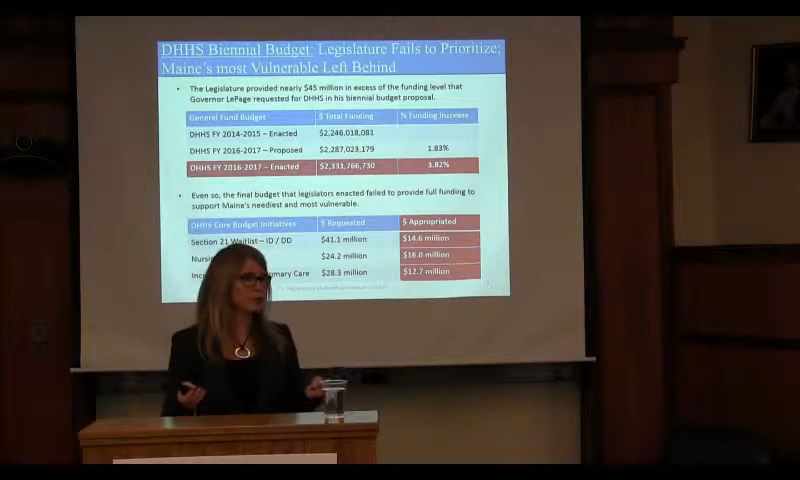 DHHS Biennial Budget: Legislature Fails to Prioritize;
Maine's most Vulnerable Left Behind
• The Legislature provided nearly $45 million in excess of the funding level that
Governor LePage requested for DHHS in his biennial budget proposal.
General Fund Budget $ Total Funding % Funding Increase
DHHS FY 2014-2015 – Enacted $2,246,018,081
DHHS FY 2016-2017 – Proposed $2,287,023,179 1.83%
DHHS FY 2016-2017 – Enacted $2,331,766,730 3.82%
• Even so, the final budget that legislators enacted failed to provide full funding to
support Maine's neediest and most vulnerable.
DHHS Core Budget Initiatives $ Requested $ Appropriated
Section 21 Waitlist – ID / DD $41.1 million $14.6 million
$24.2 million $16.0 million
Care $28.3 million $12.7 million